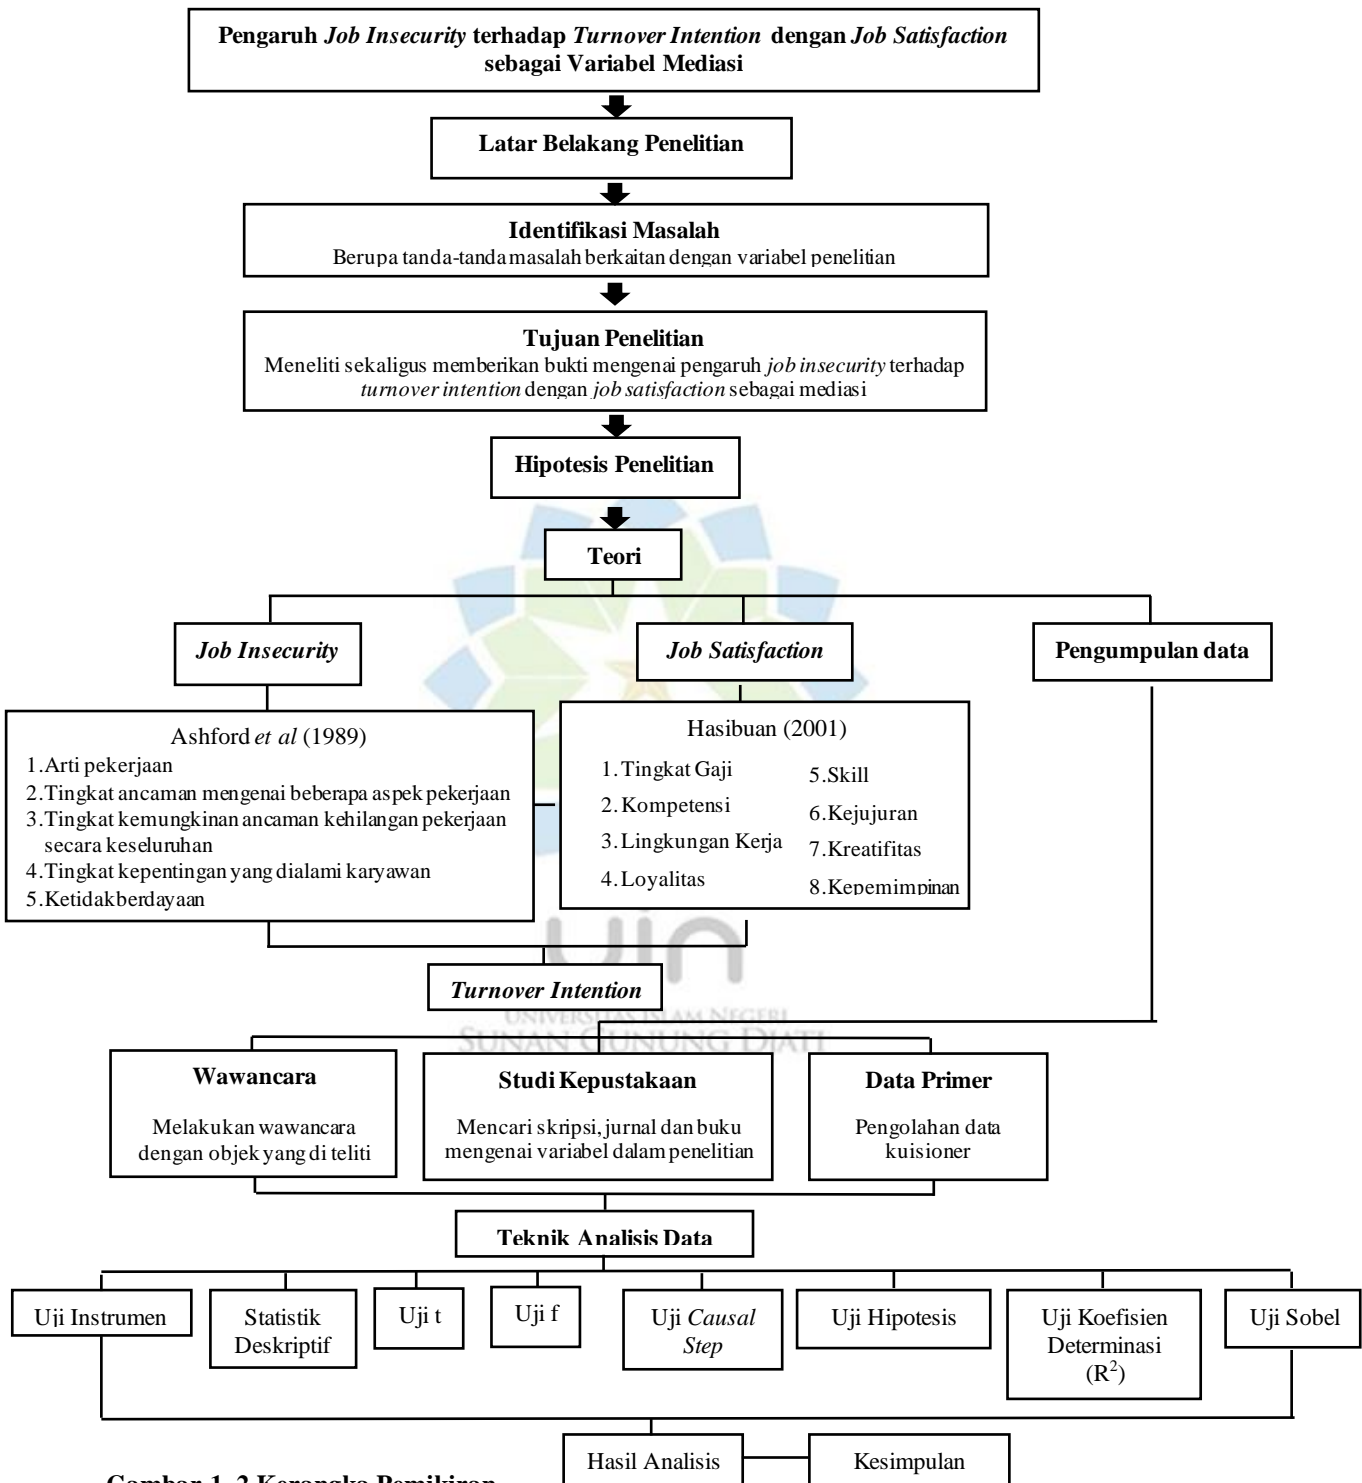 Pengaruh Job Insecurity terhadap Turnover Intention dengan Job Satisfaction
sebagai Variabel Mediasi
Latar Belakang Penelitian
Identifikasi Masalah
Berupa tanda-tanda masalah berkaitan dengan variabel penelitian
Tujuan Penelitian
Meneliti sekaligus memberikan bukti mengenai pengaruh job insecurity terhadap
turnover intention dengan job satisfaction sebagai mediasi
Hipotesis Penelitian
Teori
Job Insecurity
Job Satisfaction
Pengumpulan data
Ashford et al (1989)
1. Arti pekerjaan
2. Tingkat ancaman mengenai beberapa aspek pekerjaan
3. Tingkat kemungkinan ancaman kehilangan pekerjaan
secara keseluruhan
4. Tingkat kepentingan yang dialami karyawan
5. Ketidakberdayaan
Hasibuan (2001)
1. Tingkat Gaji
2. Kompetensi
3. Lingkungan Kerja
4. Loyalitas
5. Skill
6. Kejujuran
7. Kreatifitas
8. Kepemimpinan
uin
Turnover Intention
UNIVERSITAS ISLAM NEGERI
SUNAN GUNUNG DJATI
Wawancara
Melakukan wawancara
dengan objek yang di teliti
Studi Kepustakaan
Mencari skripsi, jurnal dan buku
mengenai variabel dalam penelitian
Data Primer
Pengolahan data
kuisioner
Teknik Analisis Data
Uji Instrumen
Statistik
Deskriptif
Uji t
Uji f
Uji Causal
Step
Uji Hipotesis
Uji Koefisien
Determinasi
(R²)
Uji Sobel
Hasil Analisis
Kesimpulan
Gambar 1. 2 Kerangka Pemikiran